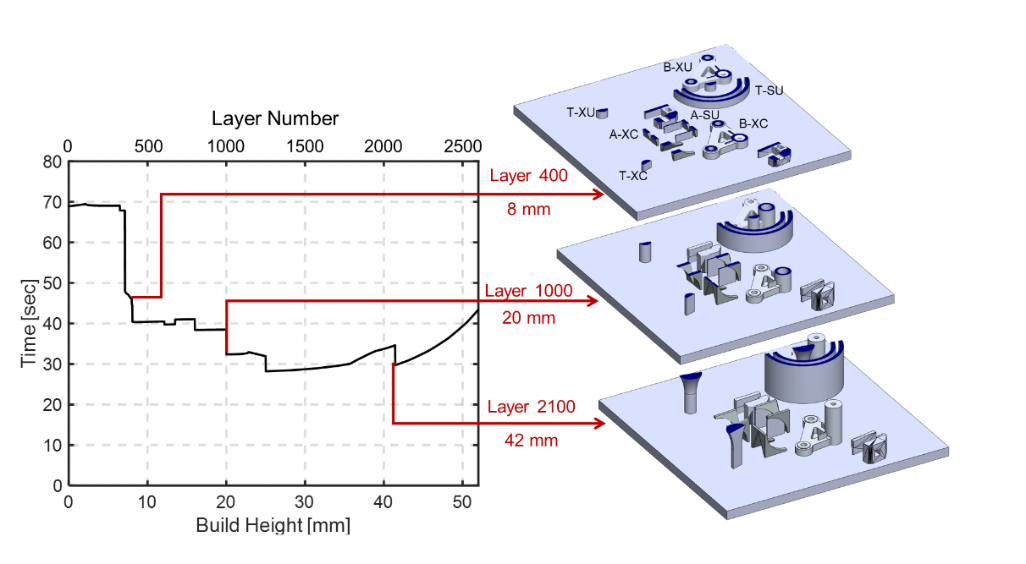 Layer Number
0 500 1000 1500 2000 2500
80
70
60
50
40
30
20
10
0
Time [sec]
0 10 20 30 40 50
Build Height [mm]
Layer 400
8 mm
Layer 1000
20 mm
Layer 2100
42 mm
B-XU
T-SU
T-XU
A-SU
B-XC
A-XC
T-XC